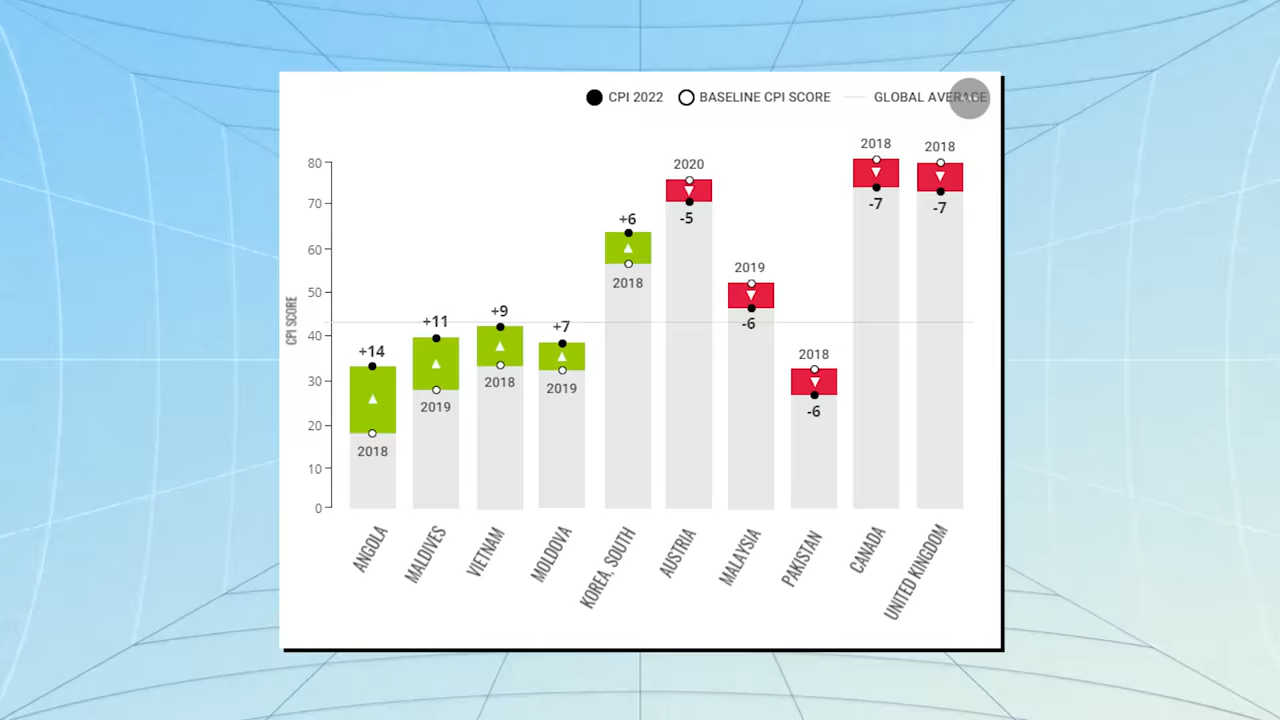 CPI 2022 BASELINE CPI SCORE GLOBAL AVERAGE
CPI SCORE
80
70
60
50
40
30
20
10
0
+14
2018
+11
2019
+9
2018
+7
2019
+6
2018
2020
-5
2019
-6
2018
-6
2018
-7
2018
-7
ANGOLA
MALDIVES
VIETNAM
MOLDOVA
KOREA, SOUTH
AUSTRIA
MALAYSIA
PAKISTAN
CANADA
UNITED KINGDOM